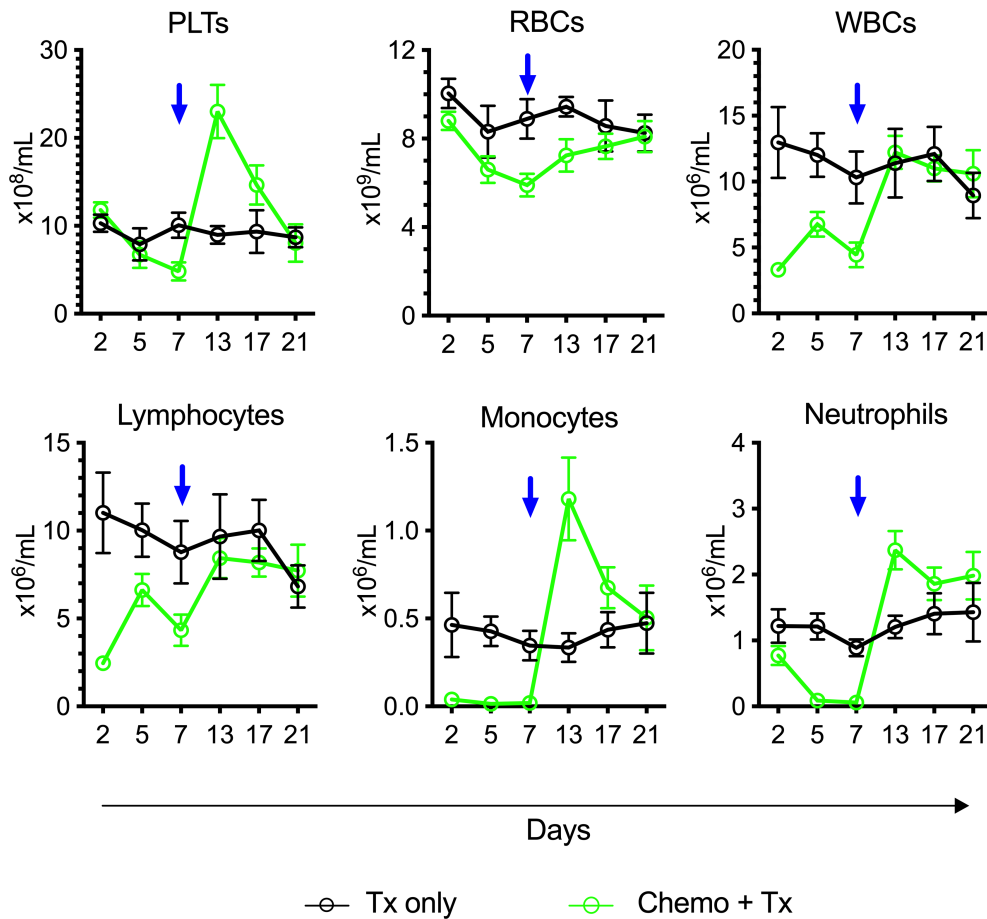 PLTs
RBCs
WBCs
30
20
10
0
x10⁸/mL
2 5 7 13 17 21
12
8
4
0
x10⁹/mL
2 5 7 13 17 21
20
15
10
5
0
x10⁶/mL
2 5 7 13 17 21
Lymphocytes
Monocytes
Neutrophils
15
10
5
0
x10⁶/mL
2 5 7 13 17 21
1.5
1.0
0.5
0.0
x10⁶/mL
2 5 7 13 17 21
4
3
2
1
0
x10⁶/mL
2 5 7 13 17 21
Days
Tx only
Chemo + Tx